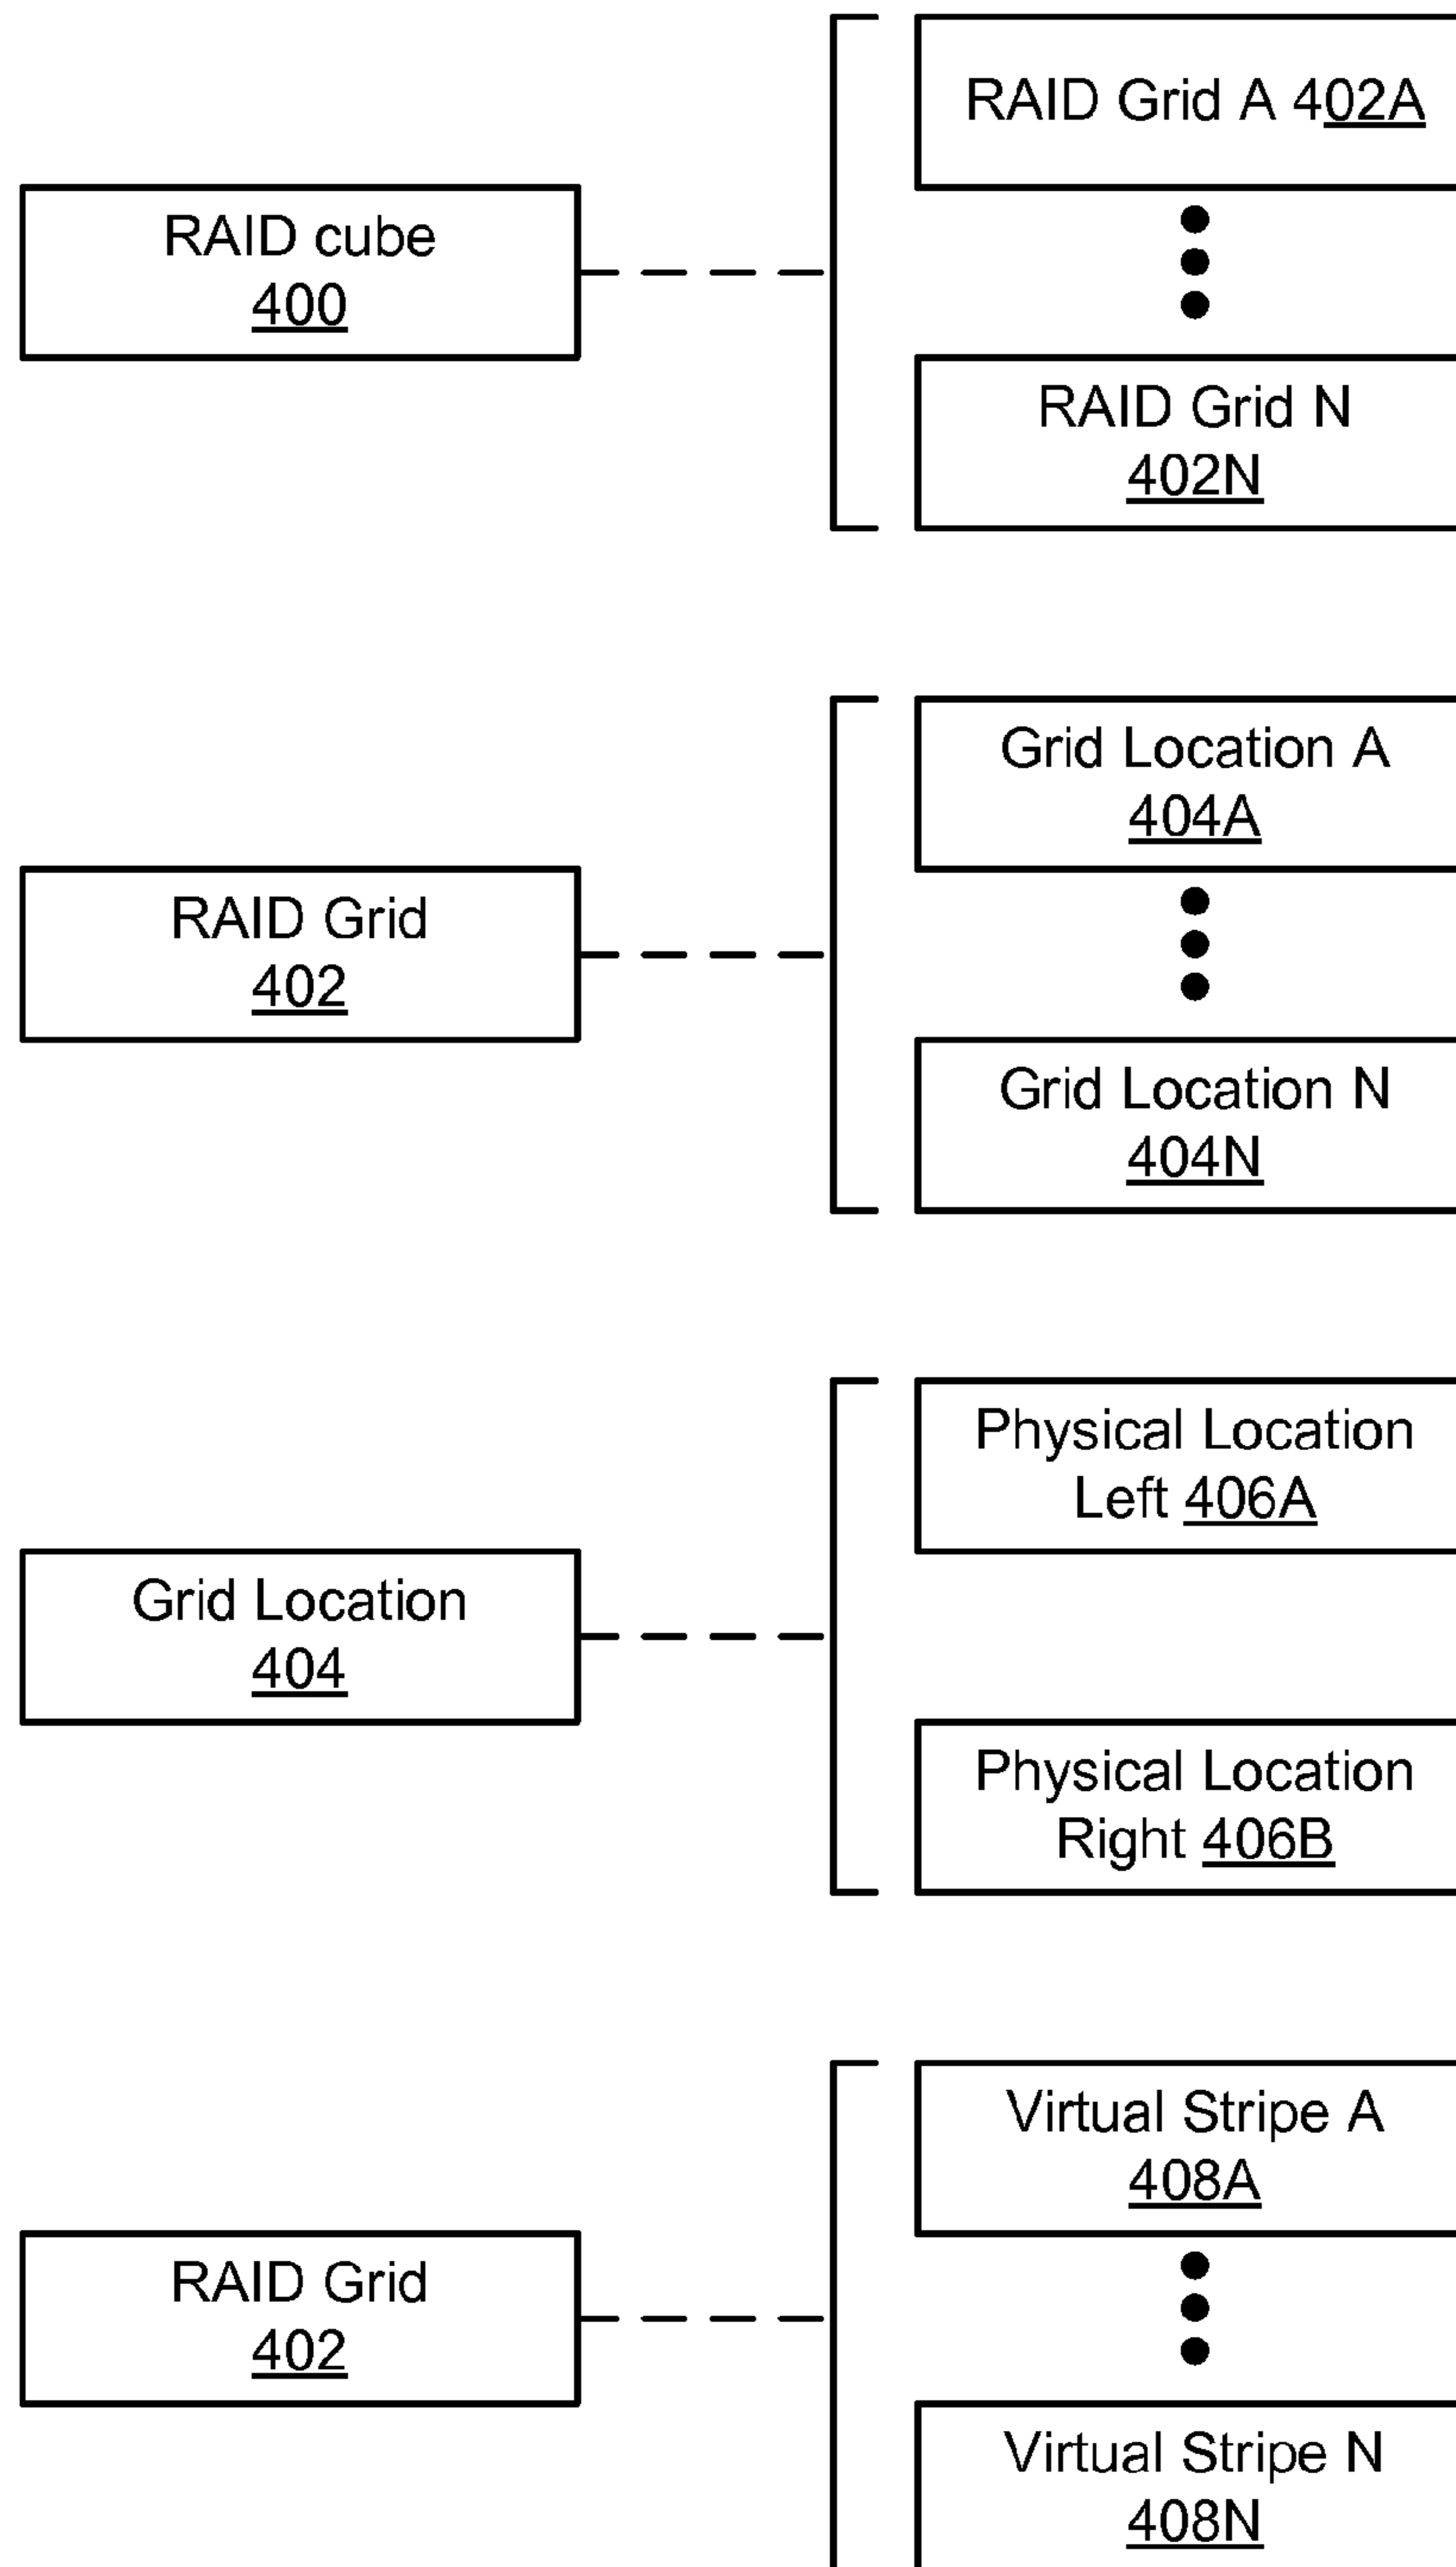 RAID Grid A 402A
RAID cube
400
RAID Grid N
402N
Grid Location A
404A
RAID Grid
402
Grid Location N
404N
Physical Location
Left 406A
Grid Location
404
Physical Location
Right 406B
Virtual Stripe A
408A
RAID Grid
402
Virtual Stripe N
408N